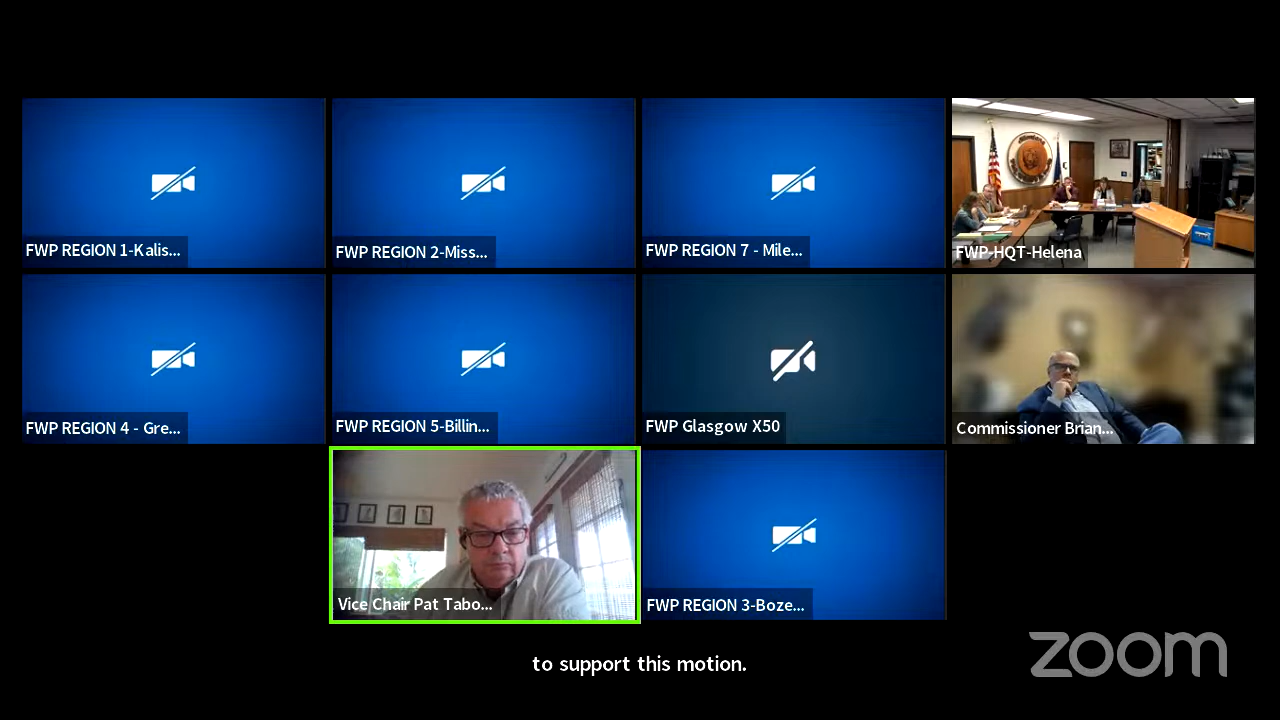 FWP REGION 1-Kalis...
FWP REGION 2-Miss...
FWP REGION 7 - Mile...
FWP-HQT-Helena
FWP REGION 4 - Gre...
FWP REGION 5-Billin...
FWP Glasgow X50
Commissioner Brian...
Vice Chair Pat Tabo...
FWP REGION 3-Boze...
to support this motion.
zoom